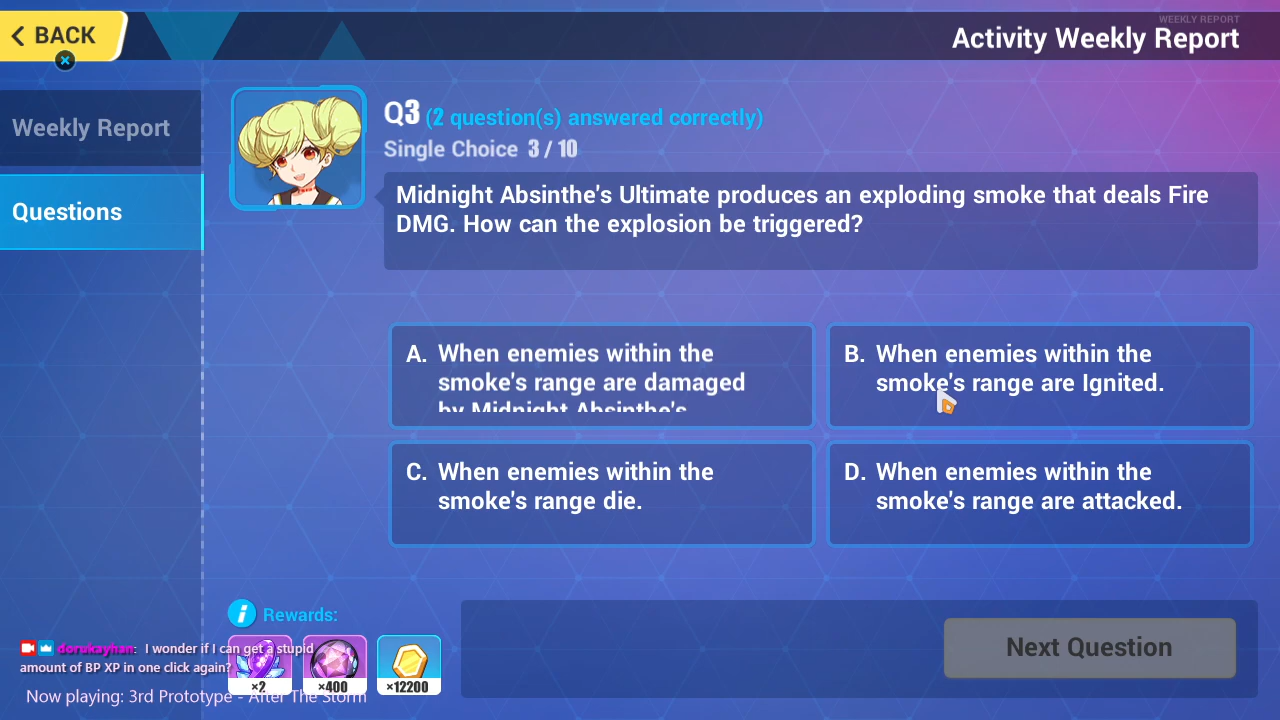 BACK
WEEKLY REPORT
Activity Weekly Report
Weekly Report
Questions
Q3 (2 question(s) answered correctly)
Single Choice 3 / 10
Midnight Absinthe's Ultimate produces an exploding smoke that deals Fire
DMG. How can the explosion be triggered?
A. When enemies within the
smoke's range are damaged
by Midnight Absinthe's
B. When enemies within the
smoke's range are Ignited.
C. When enemies within the
smoke's range die.
D. When enemies within the
smoke's range are attacked.
Rewards:
×2
×400
×12200
Next Question
dorukayhan: I wonder if I can get a stupid
amount of BP XP in one click again?
Now playing: 3rd Prototype - After The Storm